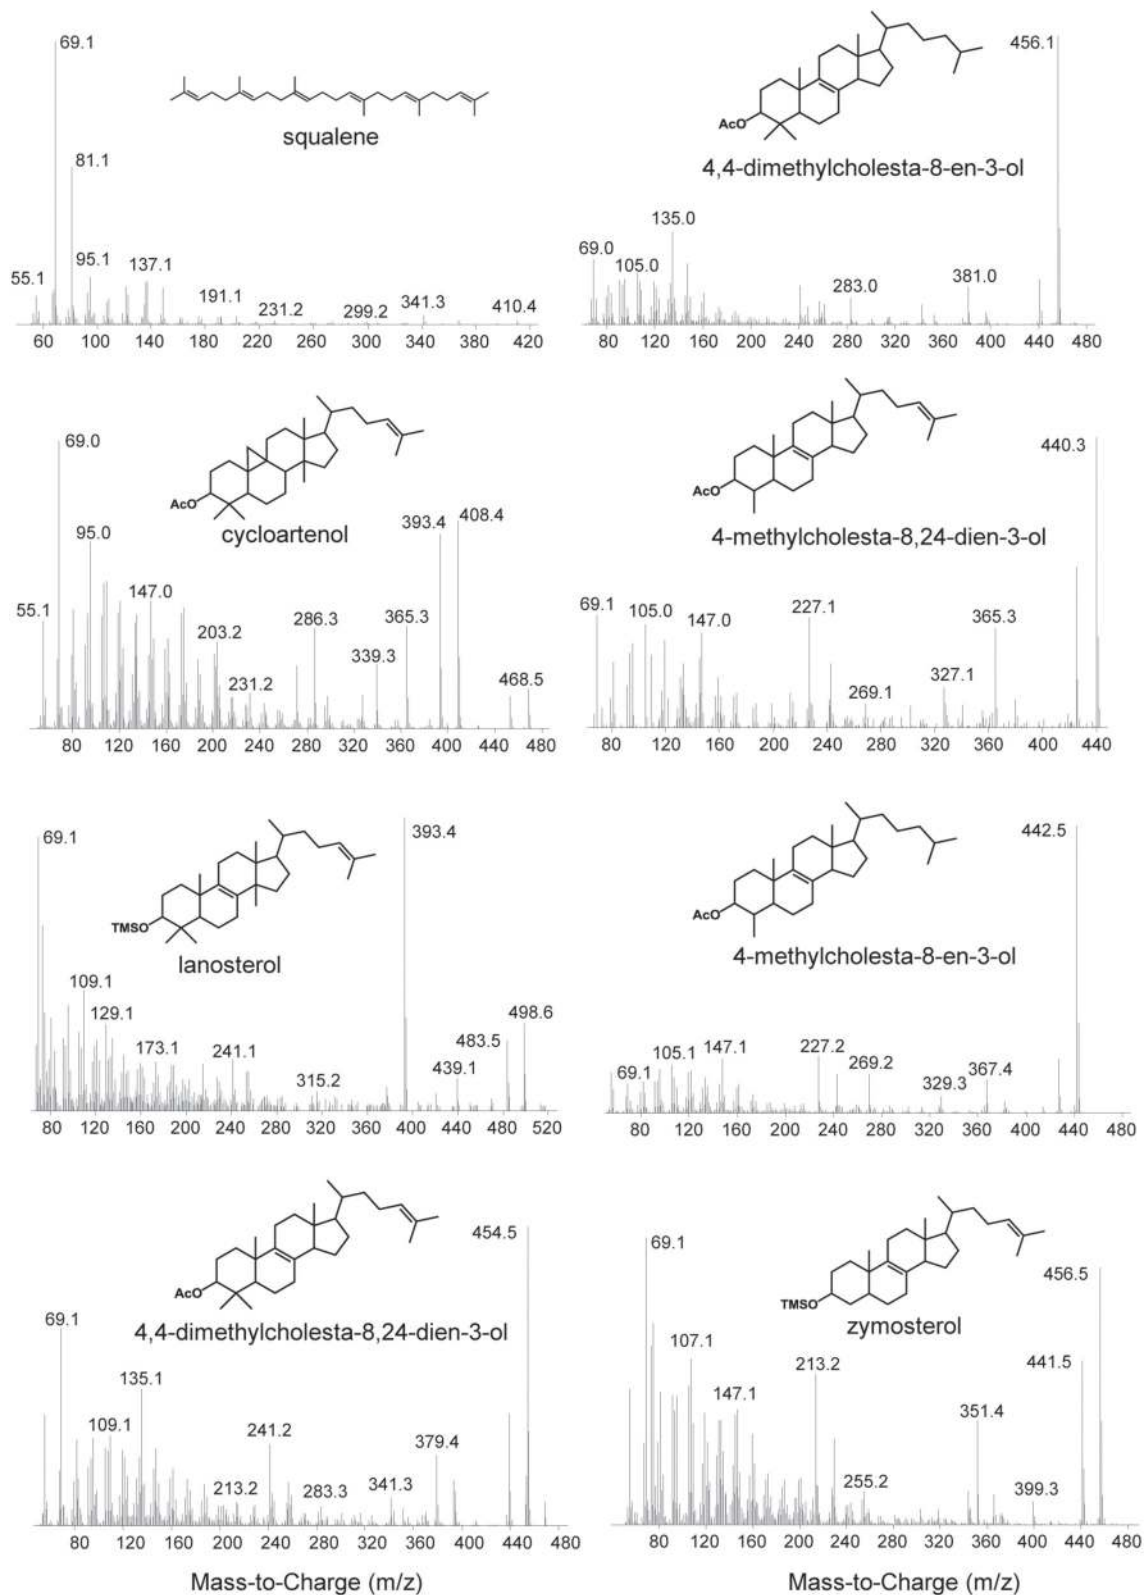 69.1
squalene
81.1
95.1
137.1
55.1
191.1
231.2
299.2
341.3
410.4
60 100 140 180 220 260 300 340 380 420
456.1
AcO
4,4-dimethylcholesta-8-en-3-ol
135.0
69.0
105.0
283.0
381.0
80 120 160 200 240 280 320 360 400 440 480
69.0
AcO
cycloartenol
95.0
393.4
408.4
55.1
147.0
203.2
286.3
365.3
231.2
339.3
468.5
80 120 160 200 240 280 320 360 400 440 480
440.3
AcO
4-methylcholesta-8,24-dien-3-ol
69.1
105.0
147.0
227.1
365.3
327.1
269.1
80 120 160 200 240 280 320 360 400 440
69.1
393.4
TMSO
lanosterol
109.1
129.1
173.1
241.1
498.6
483.5
439.1
315.2
80 120 160 200 240 280 320 360 400 440 480 520
442.5
AcO
4-methylcholesta-8-en-3-ol
69.1
105.1
147.1
227.2
269.2
367.4
329.3
80 120 160 200 240 280 320 360 400 440 480
454.5
AcO
4,4-dimethylcholesta-8,24-dien-3-ol
69.1
135.1
109.1
241.2
379.4
213.2
283.3
341.3
80 120 160 200 240 280 320 360 400 440 480
Mass-to-Charge (m/z)
69.1
456.5
TMSO
zymosterol
107.1
213.2
441.5
147.1
351.4
255.2
399.3
80 120 160 200 240 280 320 360 400 440 480
Mass-to-Charge (m/z)